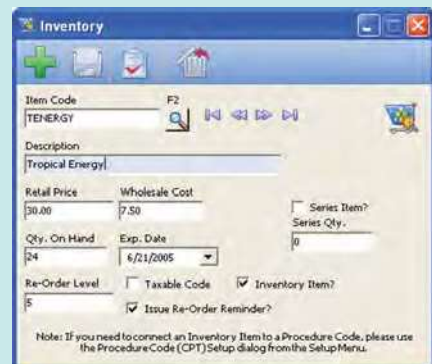 Inventory
Item Code F2
TENERGY
Description
Tropical Energy
Retail Price Wholesale Cost
30.00 7.50
Series Item?
Series Qty.
Qty. On Hand Exp. Date
0
24 6/21/2005
Re-Order Level Taxable Code Inventory Item?
5
Issue Re-Order Reminder?
Note: If you need to connect an Inventory Item to a Procedure Code, please use
the Procedure Code (CPT) Setup dialog from the Setup Menu.